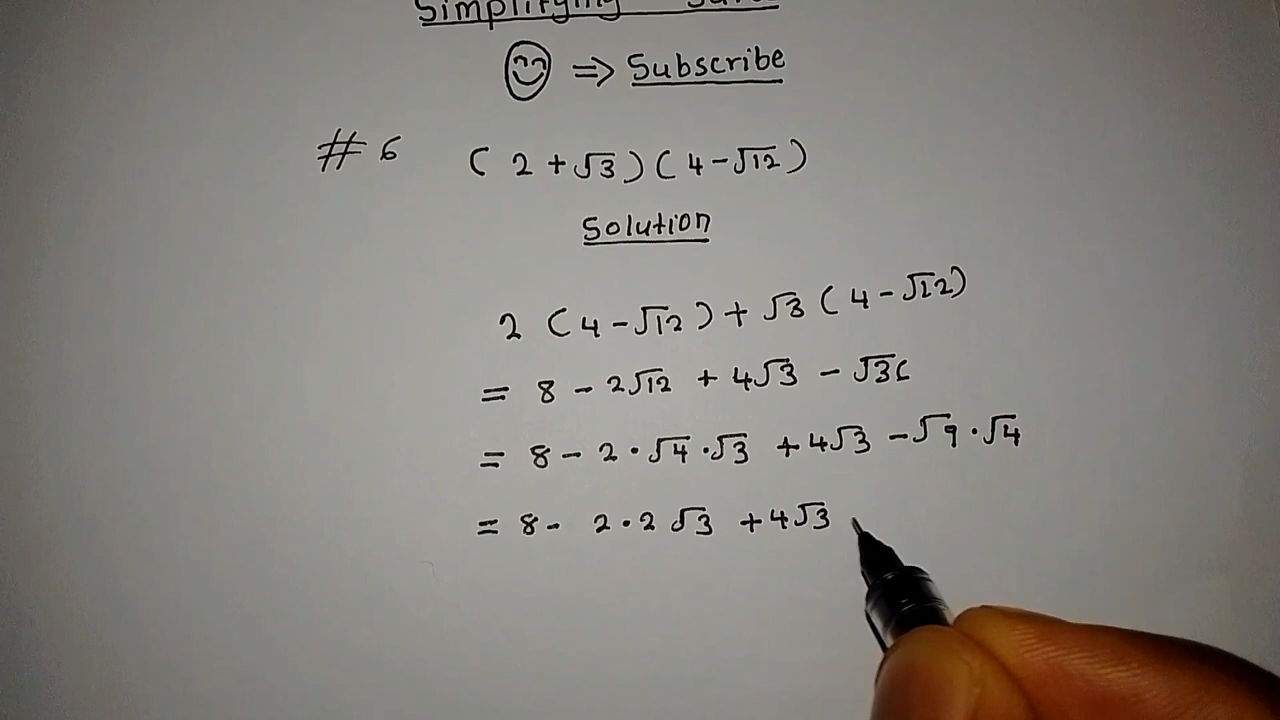 Simplifying
😊 => Subscribe
# 6 (2 + √3)(4 - √12)
Solution
2 (4 - √12) + √3 (4 - √12)
= 8 - 2√12 + 4√3 - √36
= 8 - 2 · √4 · √3 + 4√3 - √9 · √4
= 8 - 2 · 2 √3 + 4√3